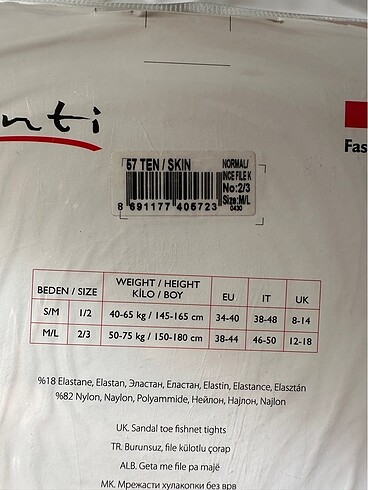 nti
Fas
57 TEN / SKIN
NORMAL/
INCE FILE K
No:2/3
Size:M/L
0430
8 691177 406723
BEDEN / SIZE WEIGHT / HEIGHT KİLO / BOY EU IT UK
S/M 1/2 40-65 kg / 145-165 cm 34-40 38-48 8-14
M/L 2/3 50-75 kg / 150-180 cm 38-44 46-50 12-18
%18 Elastane, Elastan, Эластан, Еластан, Elastin, Elastance, Elasztán
%82 Nylon, Naylon, Polyammide, Нейлон, Најлон, Najlon
UK. Sandal toe fishnet tights
TR. Burunsuz, file külotlu çorap
ALB. Geta me file pa majë
MK. Мрежасти хулахопки без врв